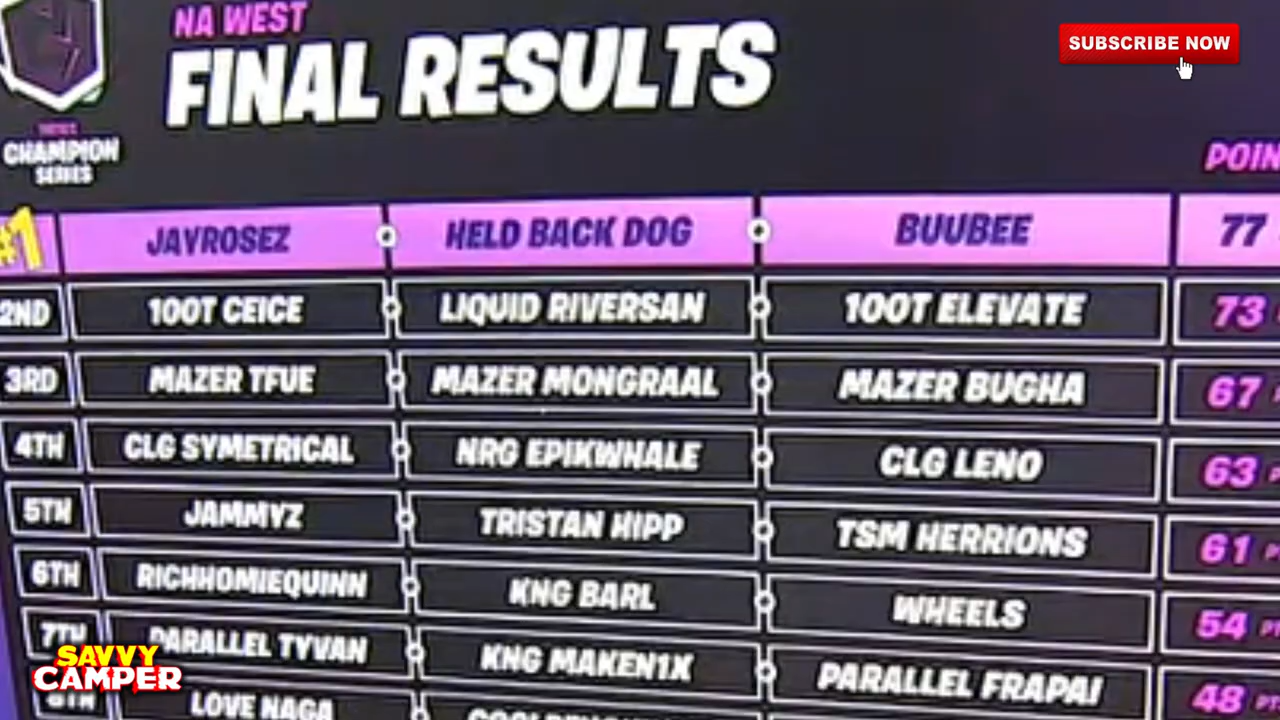 NA WEST
FINAL RESULTS
SUBSCRIBE NOW
CHAMPION
SERIES
POIN
#1 JAYROSEZ HELD BACK DOG BUUBEE 77
2ND 100T CEICE LIQUID RIVERSAN 100T ELEVATE 73
3RD MAZER TFUE MAZER MONGRAAL MAZER BUGHA 67
4TH CLG SYMETRICAL NRG EPIKWHALE CLG LENO 63
5TH JAMMYZ TRISTAN HIPP TSM HERRIONS 61
6TH RICHHOMIEQUINN KNG BARL WHEELS 54
7TH PARALLEL TYVAN KNG MAKEN1X PARALLEL FRAPAI 48
8TH LOVE NAGA
SAVVY
CAMPER